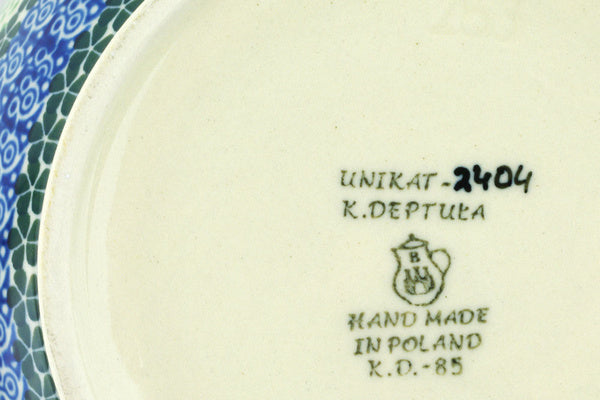 UNIKAT-2404
K.DEPTUŁA
B
HAND MADE
IN POLAND
K.D.-85